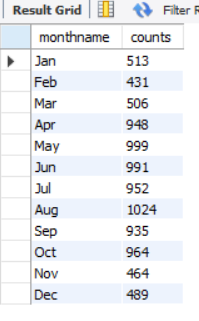 Result Grid Filter R
monthname counts
Jan 513
Feb 431
Mar 506
Apr 948
May 999
Jun 991
Jul 952
Aug 1024
Sep 935
Oct 964
Nov 464
Dec 489